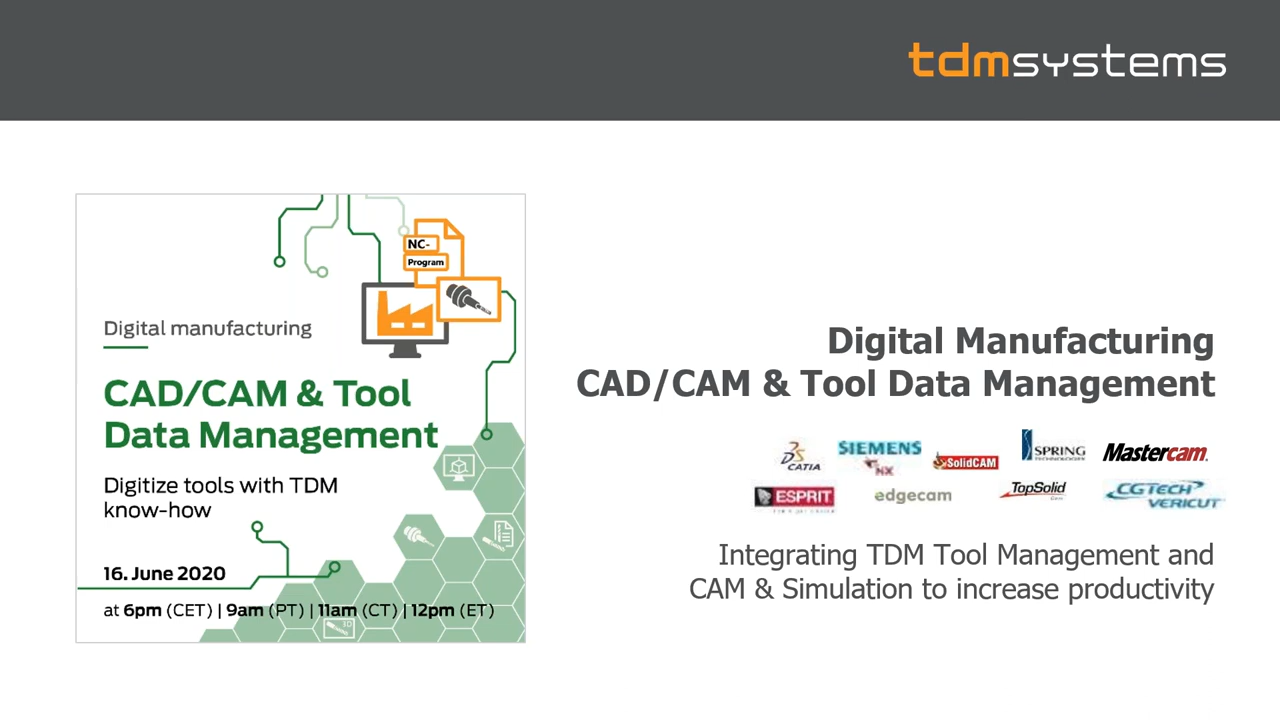 tdmsystems
NC-
Program
Digital manufacturing
CAD/CAM & Tool
Data Management
Digitize tools with TDM
know-how
16. June 2020
at 6pm (CET) | 9am (PT) | 11am (CT) | 12pm (ET)
3D
Digital Manufacturing
CAD/CAM & Tool Data Management
CATIA
SIEMENS
NX
SolidCAM
SPRING
TECHNOLOGIES
Mastercam
ESPRIT
edgecam
TopSolid
CGTECH
VERICUT
Integrating TDM Tool Management and
CAM & Simulation to increase productivity